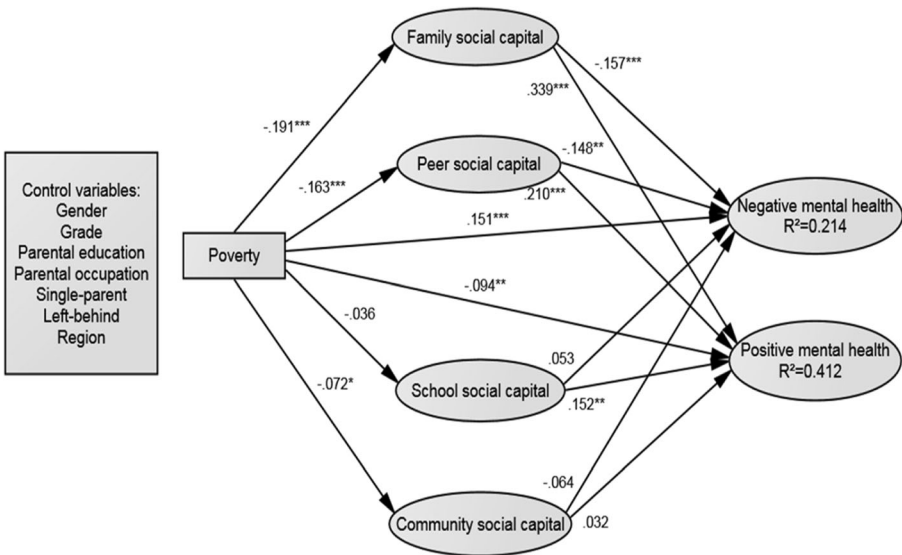 Family social capital
-.157***
.339***
-.191***
Peer social capital
-.148**
-.163***
.210***
Control variables:
Gender
Grade
Parental education
Parental occupation
Single-parent
Left-behind
Region
Negative mental health
R²=0.214
.151***
Poverty
-.094**
-.036
Positive mental health
R²=0.412
.053
-.072*
School social capital
.152**
-.064
Community social capital
.032